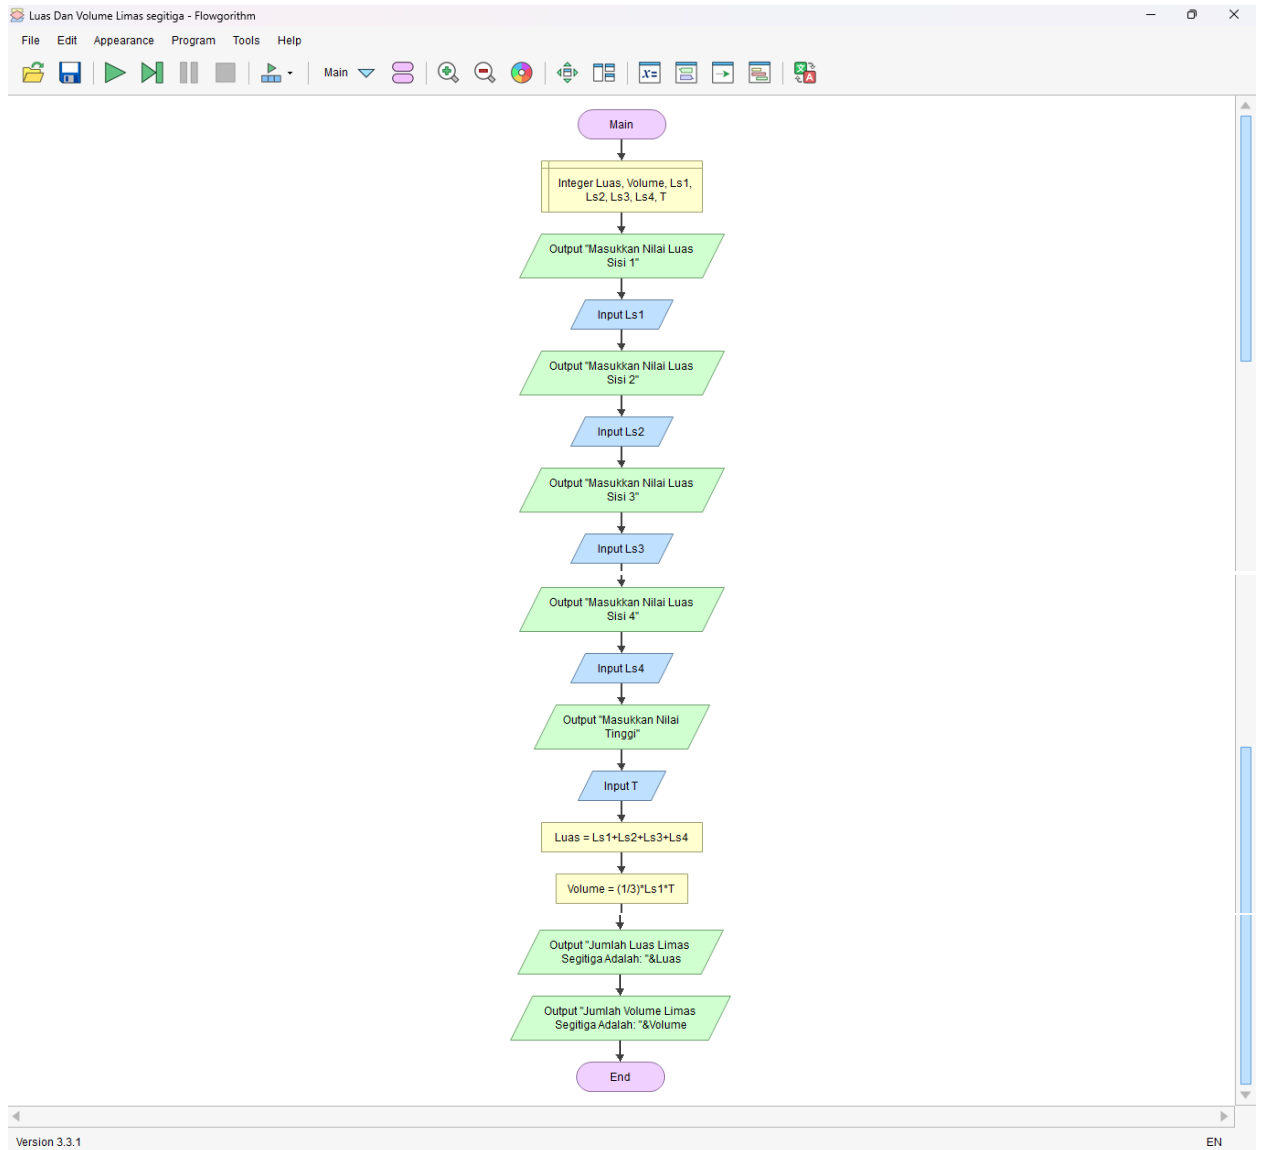 Luas Dan Volume Limas segitiga - Flowgorithm
File Edit Appearance Program Tools Help
Main
Main
Integer Luas, Volume, Ls1,
Ls2, Ls3, Ls4, T
Output "Masukkan Nilai Luas
Sisi 1"
Input Ls1
Output "Masukkan Nilai Luas
Sisi 2"
Input Ls2
Output "Masukkan Nilai Luas
Sisi 3"
Input Ls3
Output "Masukkan Nilai Luas
Sisi 4"
Input Ls4
Output "Masukkan Nilai
Tinggi"
Input T
Luas = Ls1+Ls2+Ls3+Ls4
Volume = (1/3)*Ls1*T
Output "Jumlah Luas Limas
Segitiga Adalah: "&Luas
Output "Jumlah Volume Limas
Segitiga Adalah: "&Volume
End
Version 3.3.1
EN